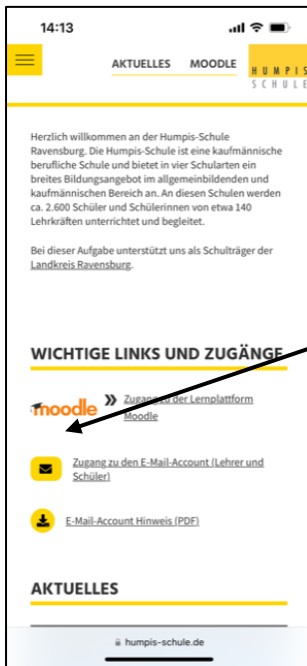 14:13
AKTUELLES MOODLE
HUMPIS
SCHULE
Herzlich willkommen an der Humpis-Schule
Ravensburg. Die Humpis-Schule ist eine kaufmännische
berufliche Schule und bietet in vier Schularten ein
breites Bildungsangebot im allgemeinbildenden und
kaufmännischen Bereich an. An diesen Schulen werden
ca. 2.600 Schüler und Schülerinnen von etwa 140
Lehrkräften unterrichtet und begleitet.
Bei dieser Aufgabe unterstützt uns als Schulträger der
Landkreis Ravensburg.
WICHTIGE LINKS UND ZUGÄNGE
moodle » Zugang zu der Lernplattform
Moodle
Zugang zu den E-Mail-Account (Lehrer und
Schüler)
E-Mail-Account Hinweis (PDF)
AKTUELLES
humpis-schule.de